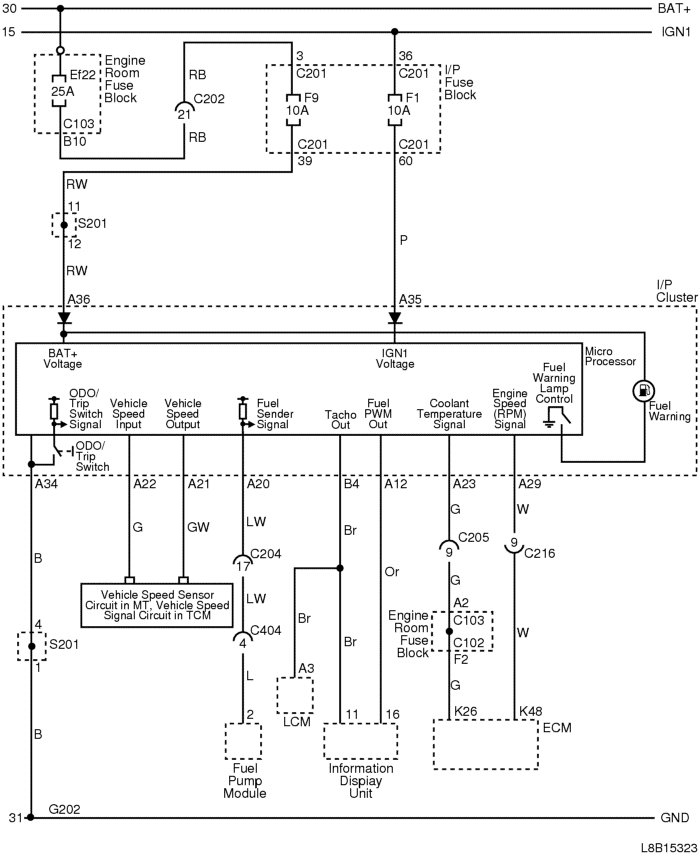 30 BAT+
15 IGN1
Ef22
25A
Engine
Room
Fuse
Block
C103
B10
RB
C202
21
RB
3
C201
36
C201
I/P
Fuse
Block
F9
10A
F1
10A
C201
39
C201
60
RW
11
S201
12
RW
P
A36
A35
I/P
Cluster
BAT+
Voltage
IGN1
Voltage
Micro
Processor
ODO/
Trip
Switch
Signal
Vehicle
Speed
Input
Vehicle
Speed
Output
Fuel
Sender
Signal
Tacho
Out
Fuel
PWM
Out
Coolant
Temperature
Signal
Engine
Speed
(RPM)
Signal
Fuel
Warning
Lamp
Control
Fuel
Warning
ODO/
Trip
Switch
A34
A22
A21
A20
B4
A12
A23
A29
B
G
GW
LW
Br
Or
G
W
C204
17
C205
9
9
C216
Vehicle Speed Sensor
Circuit in MT, Vehicle Speed
Signal Circuit in TCM
LW
C404
4
Br
Br
G
A2
Engine
Room
Fuse
Block
C103
C102
F2
W
4
S201
1
L
A3
LCM
G
B
2
11
16
K26
K48
ECM
Fuel
Pump
Module
Information
Display
Unit
31 G202 GND
L8B15323